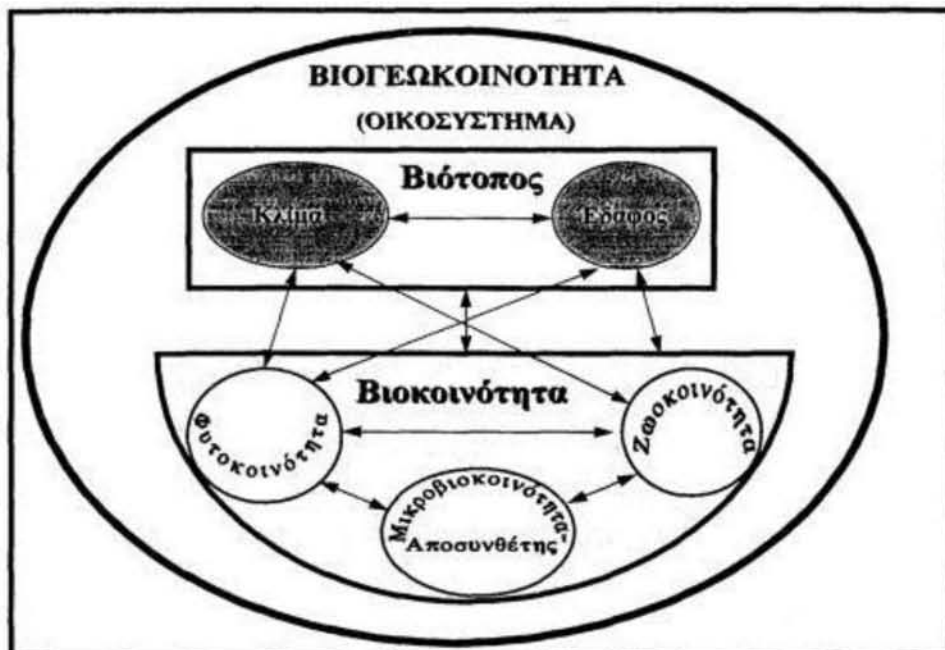 ΒΙΟΓΕΩΚΟΙΝΟΤΗΤΑ
(ΟΙΚΟΣΥΣΤΗΜΑ)
Βιότοπος
Κλίμα
Έδαφος
Βιοκοινότητα
Φυτοκοινότητα
Ζωοκοινότητα
Μικροβιοκοινότητα-
Αποσυνθέτης